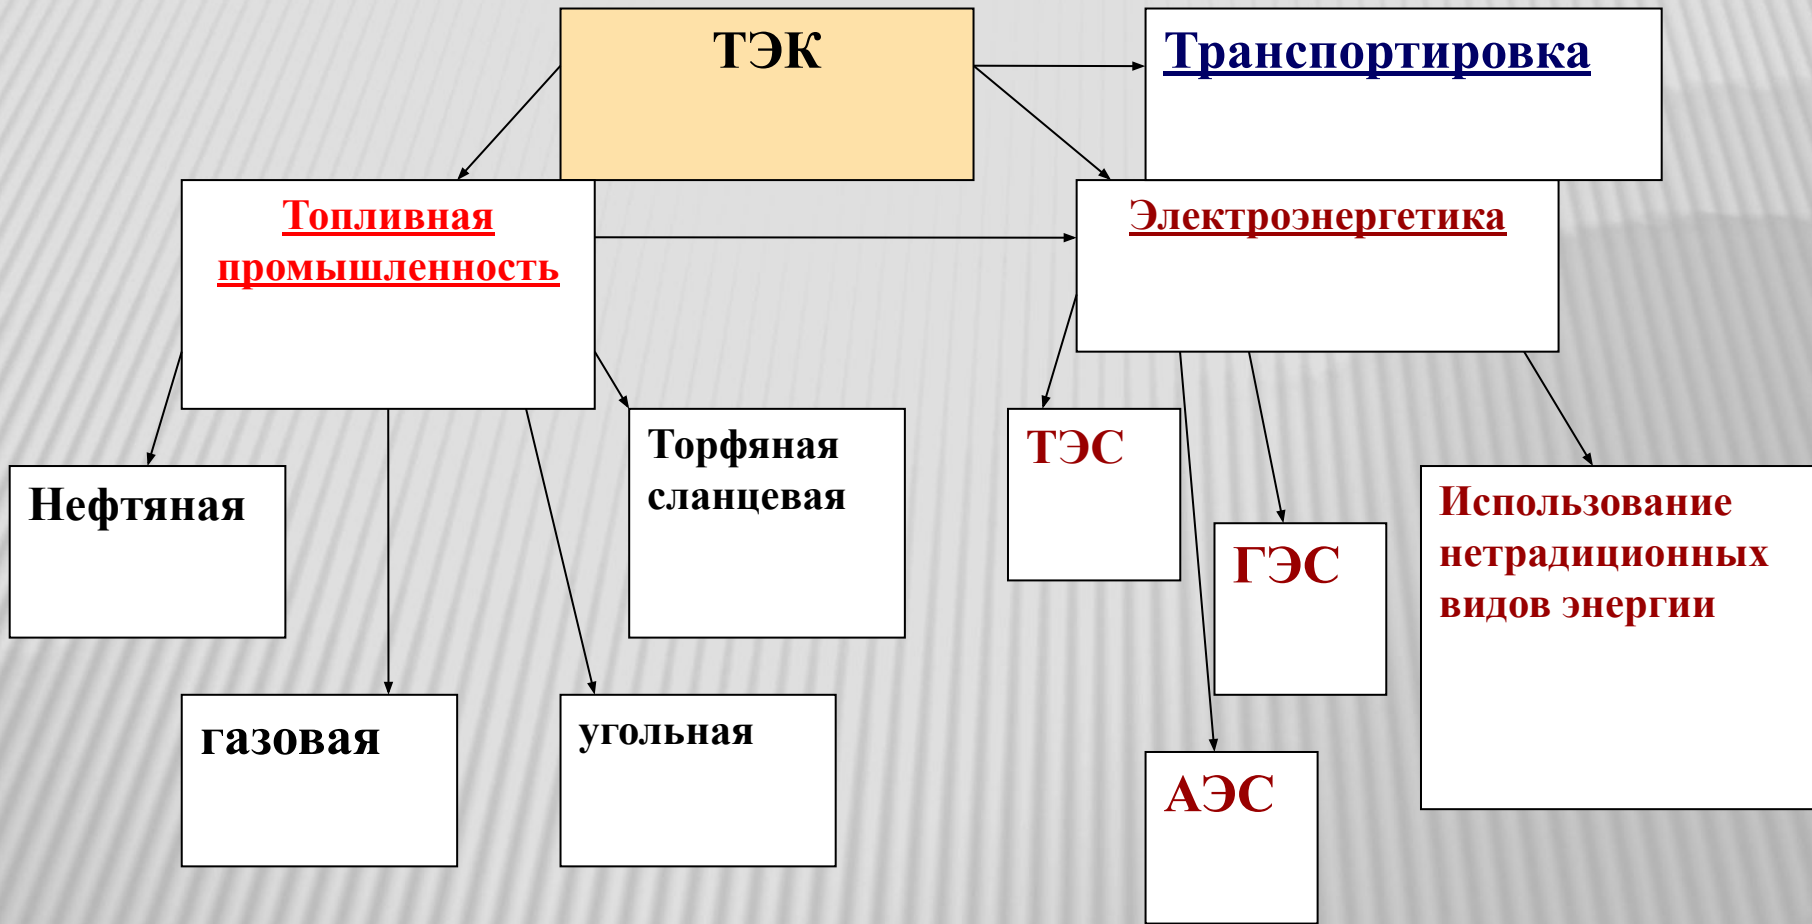 ТЭК
Транспортировка
Топливная
промышленность
Электроэнергетика
Нефтяная
Торфяная
сланцевая
ТЭС
ГЭС
Использование
нетрадиционных
видов энергии
газовая
угольная
АЭС